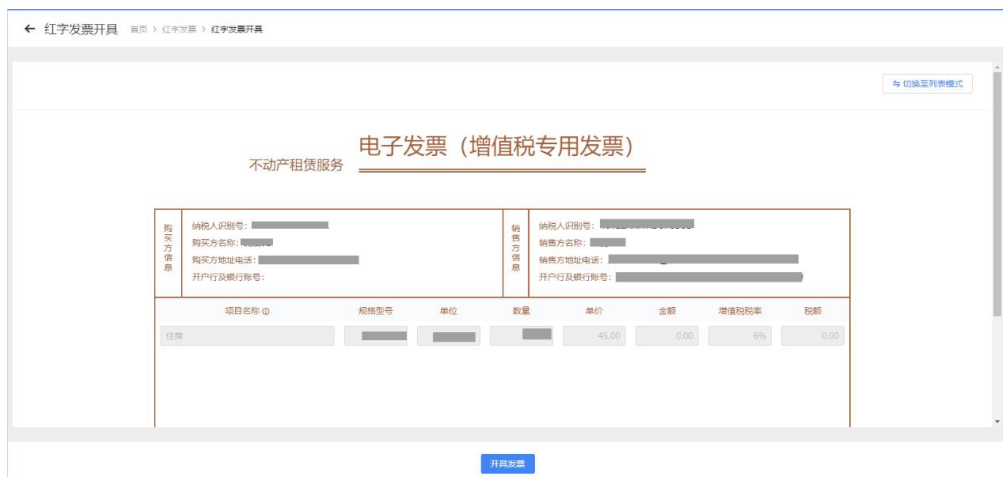 ← 红字发票开具 首页 > 红字发票 > 红字发票开具
切换至列表模式
电子发票（增值税专用发票）
不动产租赁服务
购买方信息
纳税人识别号：
购买方名称：
购买方地址电话：
开户行及银行账号：
销售方信息
纳税人识别号：
销售方名称：
销售方地址电话：
开户行及银行账号：
项目名称 规格型号 单位 数量 单价 金额 增值税税率 税额
住房 45.00 0.00 6% 0.00
开具发票